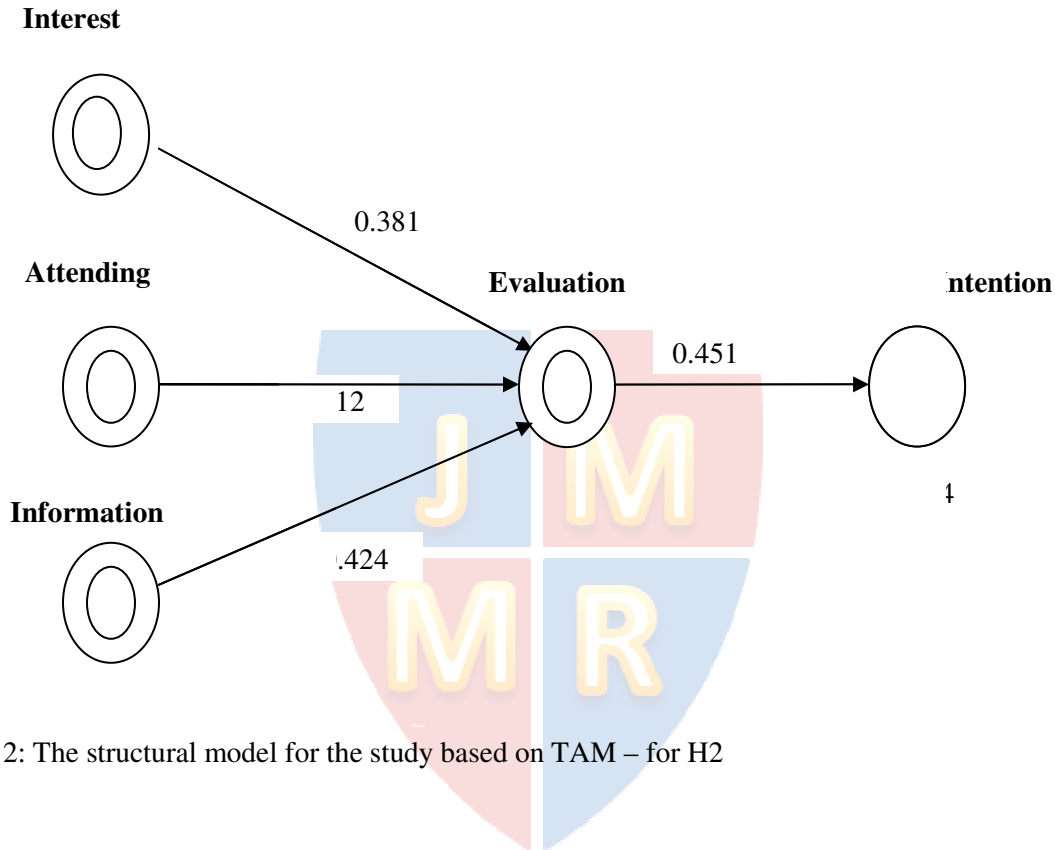 Interest
0.381
Attending
Evaluation
ntention
0.451
12
J M
4
Information
.424
M R
2: The structural model for the study based on TAM – for H2